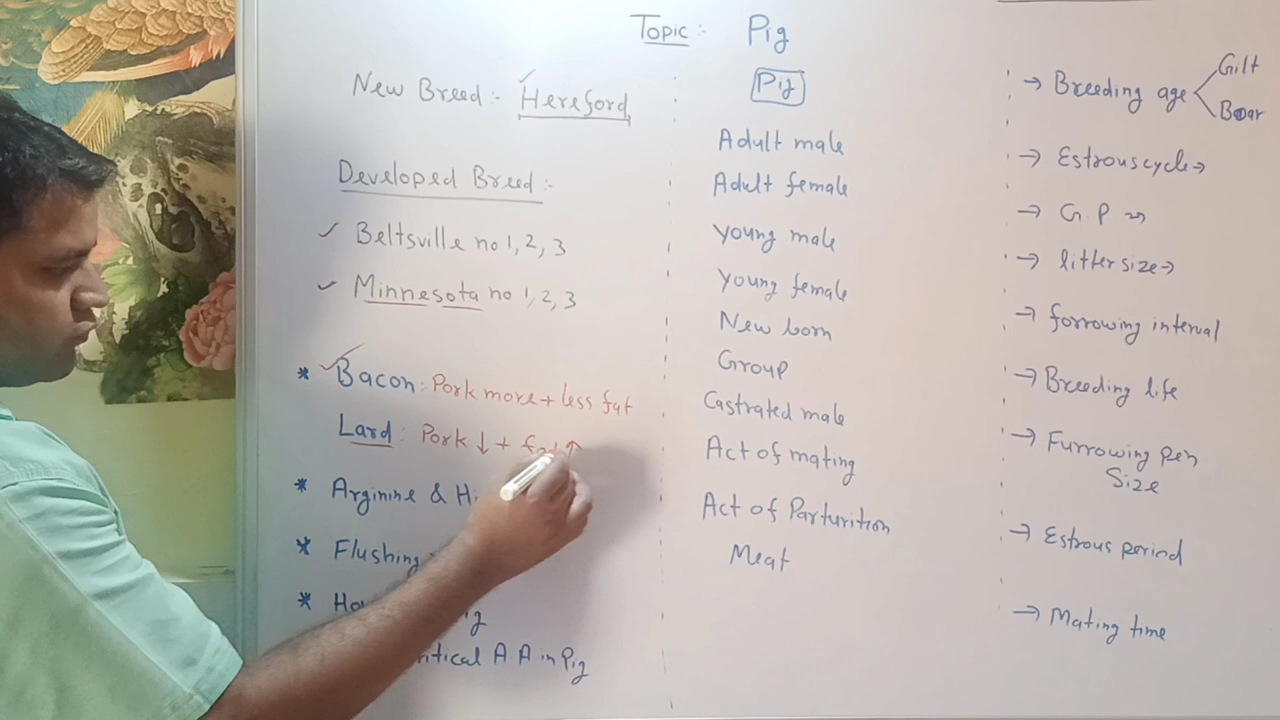 Topic :- Pig
New Breed :- Hereford
Developed Breed :-
Beltsville no 1, 2, 3
Minnesota no 1, 2, 3
* Bacon : Pork more + less fat
Lard : Pork ↓ + fat ↑
* Arginine &
* Flushing
*
A.A in Pig
Pig
Adult male
Adult female
young male
young female
New born
Group
Castrated male
Act of mating
Act of Parturition
Meat
→ Breeding age
Gilt
Boar
→ Estrous cycle →
→ G.P →
→ litter size →
→ forrowing interval
→ Breeding life
→ Furrowing pen
Size
→ Estrous period
→ Mating time